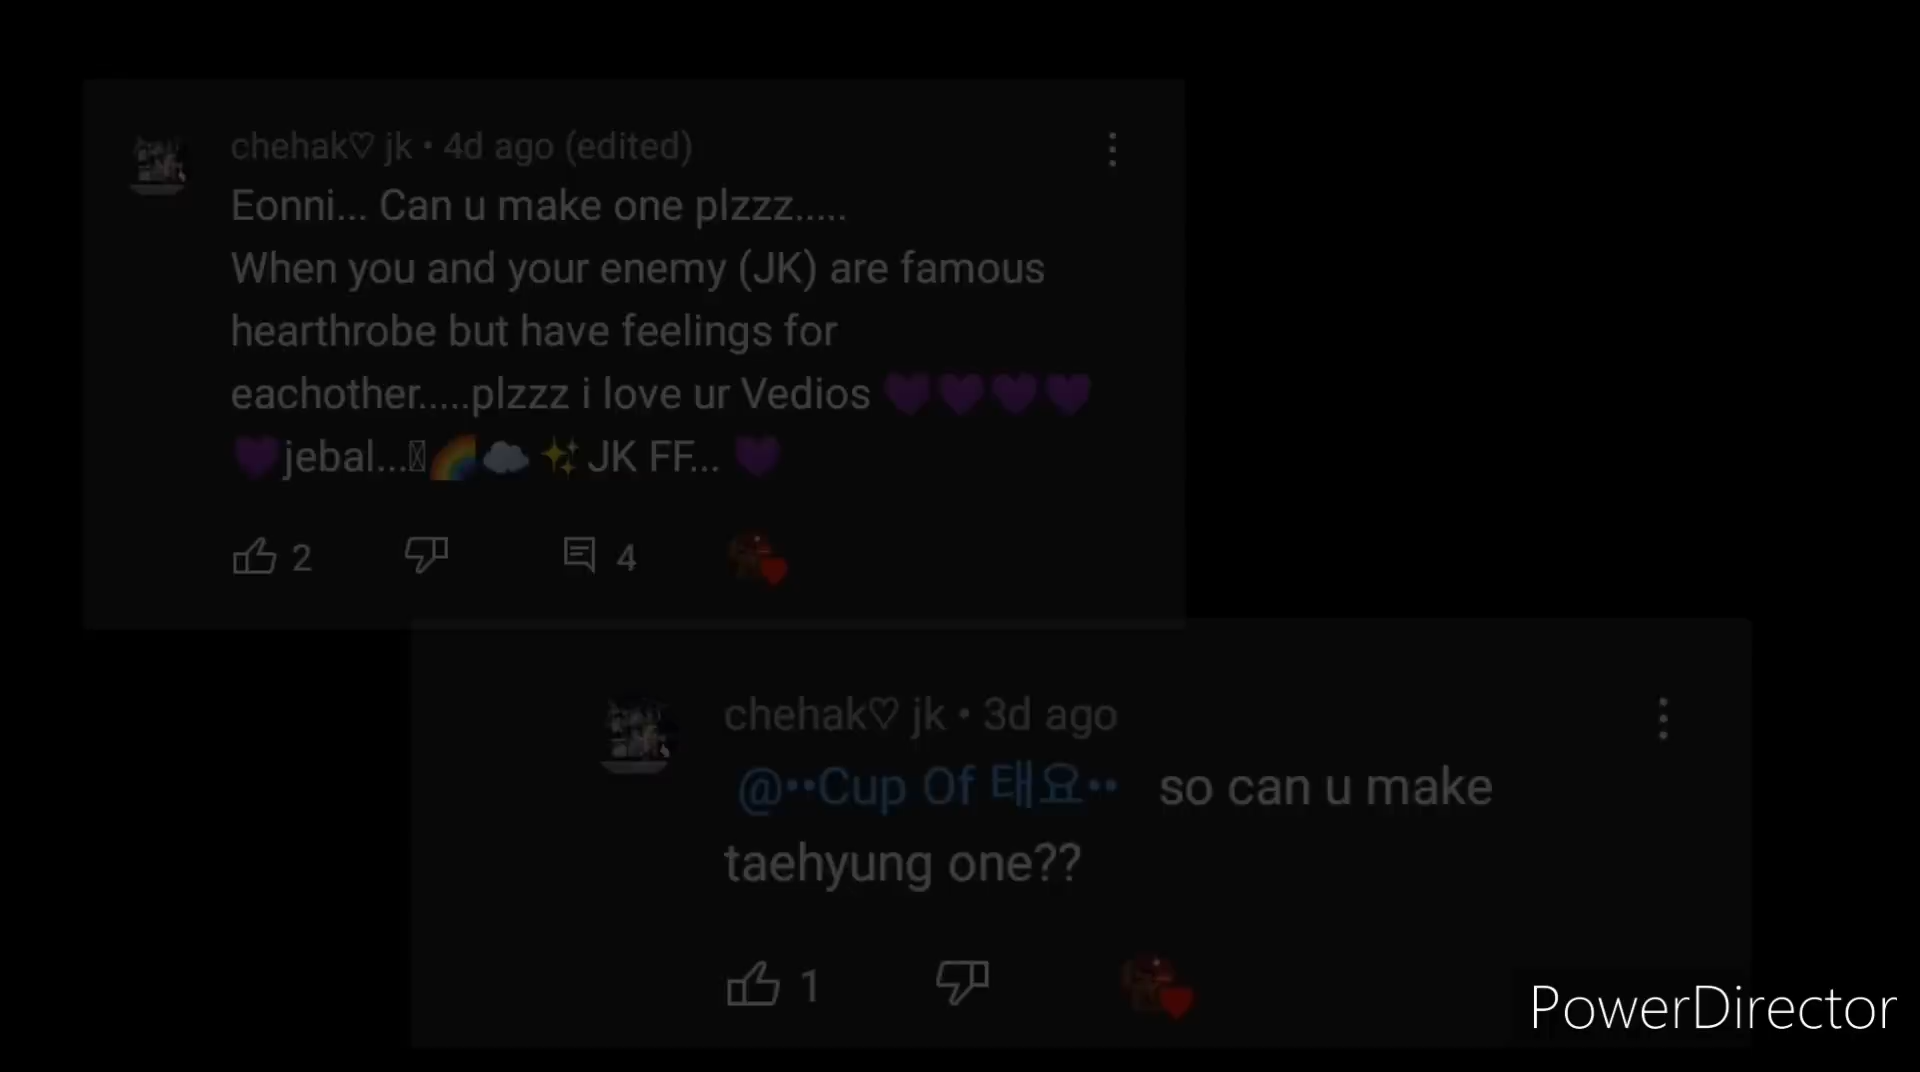 chehak♡ jk • 4d ago (edited)
Eonni... Can u make one plzzz.....
When you and your enemy (JK) are famous
hearthrobe but have feelings for
eachother.....plzzz i love ur Vedios 💜💜💜💜
💜jebal...🌈☁️✨JK FF... 💜
2 4
chehak♡ jk • 3d ago
@••Cup Of 태요•• so can u make
taehyung one??
1
PowerDirector